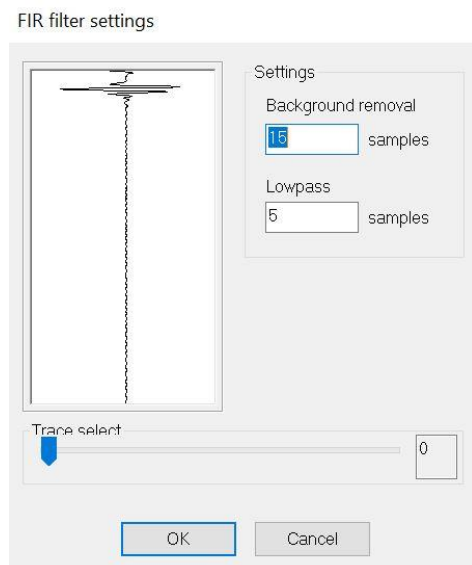 FIR filter settings
Settings
Background removal
15 samples
Lowpass
5 samples
Trace select
0
OK Cancel